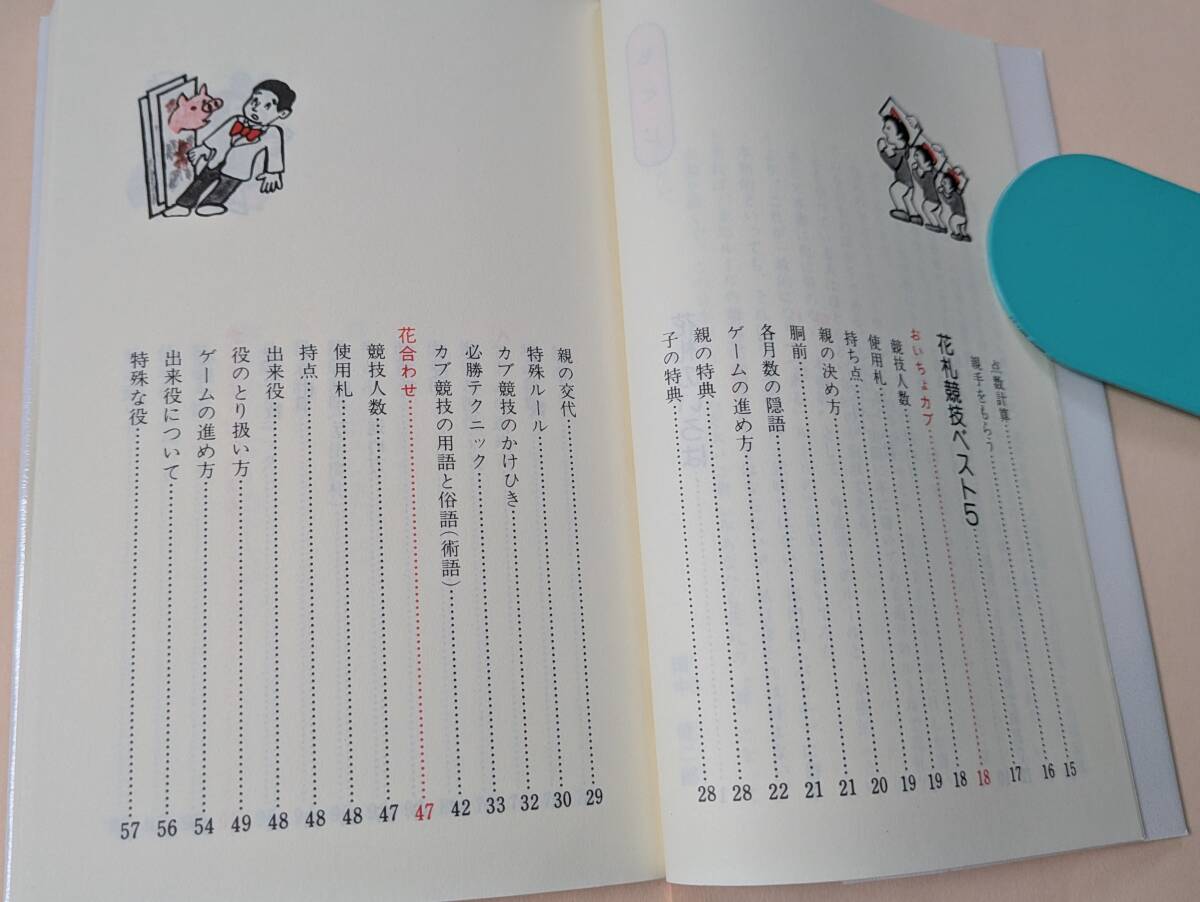 点数計算……15
親手をもらう……16
花札競技ベスト5……17
おいちょカブ……18
競技人数……18
使用札……19
持ち点……19
親の決め方……20
胴前……21
各月数の隠語……21
ゲームの進め方……22
親の特典……28
子の特典……28
親の交代……29
特殊ルール……30
カブ競技のかけひき……32
必勝テクニック……33
カブ競技の用語と俗語(術語)……42
花合わせ……47
競技人数……47
使用札……48
持点……48
出来役……48
役のとり扱い方……49
ゲームの進め方……54
出来役について……56
特殊な役……57